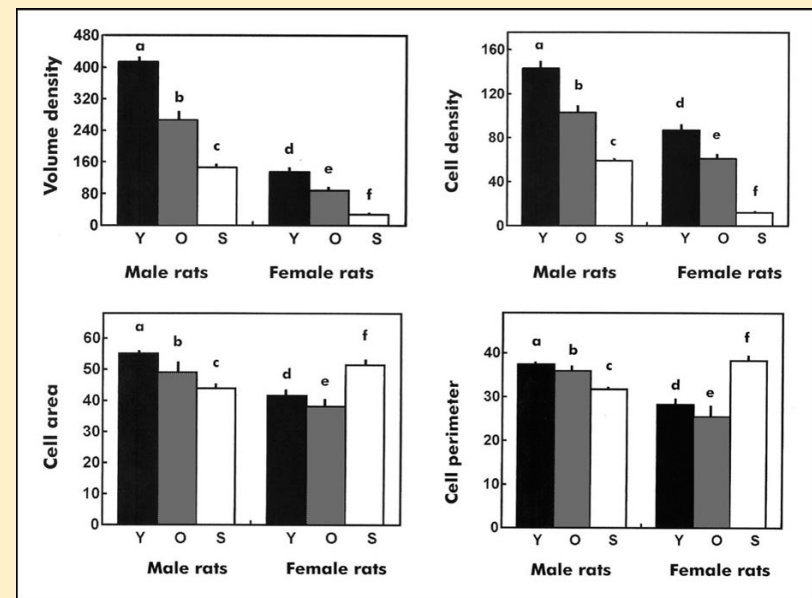 Volume density
480
400
320
240
160
80
0
a
b
c
d
e
f
Y O S Y O S
Male rats Female rats
Cell density
160
120
80
40
0
a
b
c
d
e
f
Y O S Y O S
Male rats Female rats
Cell area
60
50
40
30
20
10
0
a
b
c
d
e
f
Y O S Y O S
Male rats Female rats
Cell perimeter
40
30
20
10
0
a
b
c
d
e
f
Y O S Y O S
Male rats Female rats